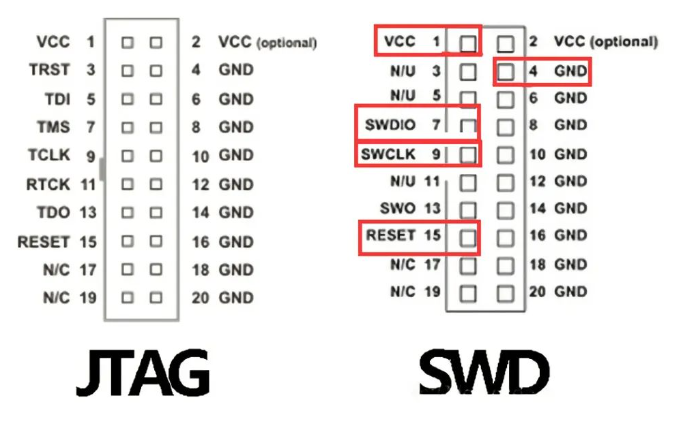 VCC 1 2 VCC (optional)
TRST 3 4 GND
TDI 5 6 GND
TMS 7 8 GND
TCLK 9 10 GND
RTCK 11 12 GND
TDO 13 14 GND
RESET 15 16 GND
N/C 17 18 GND
N/C 19 20 GND
JTAG
VCC 1 2 VCC (optional)
N/U 3 4 GND
N/U 5 6 GND
SWDIO 7 8 GND
SWCLK 9 10 GND
N/U 11 12 GND
SWO 13 14 GND
RESET 15 16 GND
N/C 17 18 GND
N/C 19 20 GND
SWD